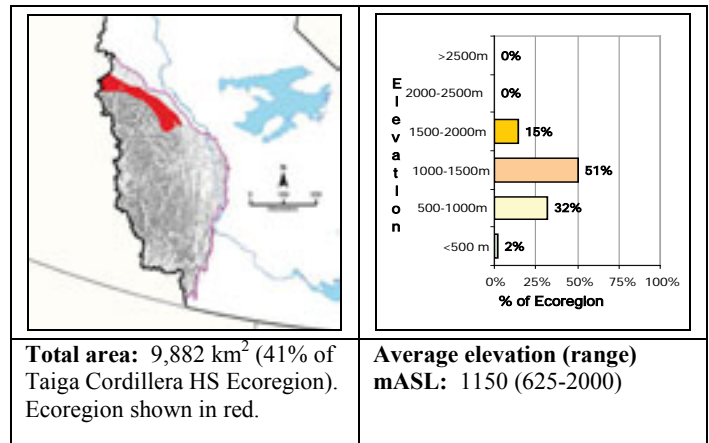 >2500m 0%
2000-2500m 0%
1500-2000m 15%
1000-1500m 51%
500-1000m 32%
<500 m 2%
Elevation
0% 25% 50% 75% 100%
% of Ecoregion
Total area: 9,882 km² (41% of
Taiga Cordillera HS Ecoregion).
Ecoregion shown in red.
Average elevation (range)
mASL: 1150 (625-2000)